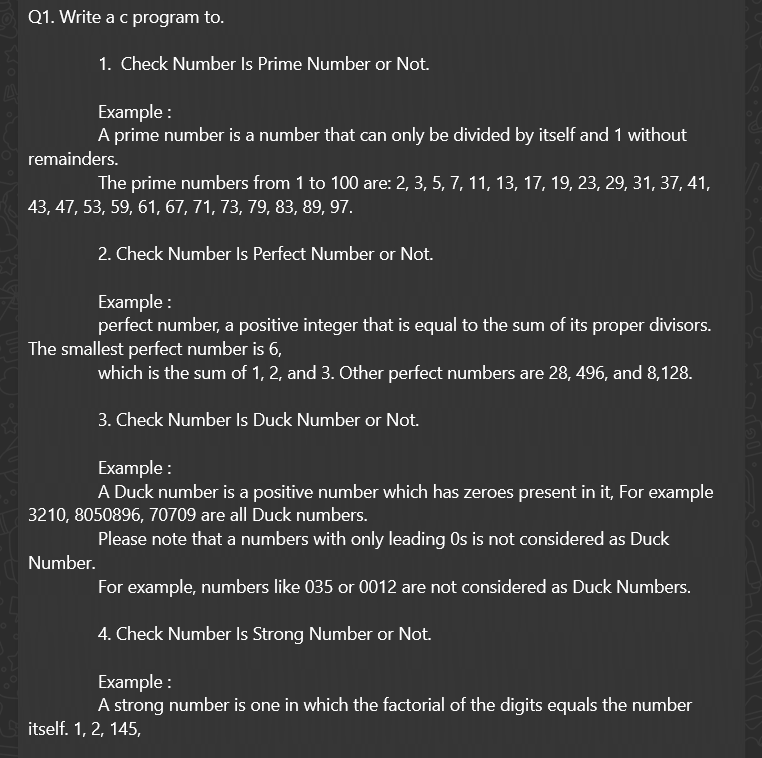 Q1. Write a c program to.
1. Check Number Is Prime Number or Not.
Example :
A prime number is a number that can only be divided by itself and 1 without
remainders.
The prime numbers from 1 to 100 are: 2, 3, 5, 7, 11, 13, 17, 19, 23, 29, 31, 37, 41,
43, 47, 53, 59, 61, 67, 71, 73, 79, 83, 89, 97.
2. Check Number Is Perfect Number or Not.
Example :
perfect number, a positive integer that is equal to the sum of its proper divisors.
The smallest perfect number is 6,
which is the sum of 1, 2, and 3. Other perfect numbers are 28, 496, and 8,128.
3. Check Number Is Duck Number or Not.
Example :
A Duck number is a positive number which has zeroes present in it, For example
3210, 8050896, 70709 are all Duck numbers.
Please note that a numbers with only leading 0s is not considered as Duck
Number.
For example, numbers like 035 or 0012 are not considered as Duck Numbers.
4. Check Number Is Strong Number or Not.
Example :
A strong number is one in which the factorial of the digits equals the number
itself. 1, 2, 145,